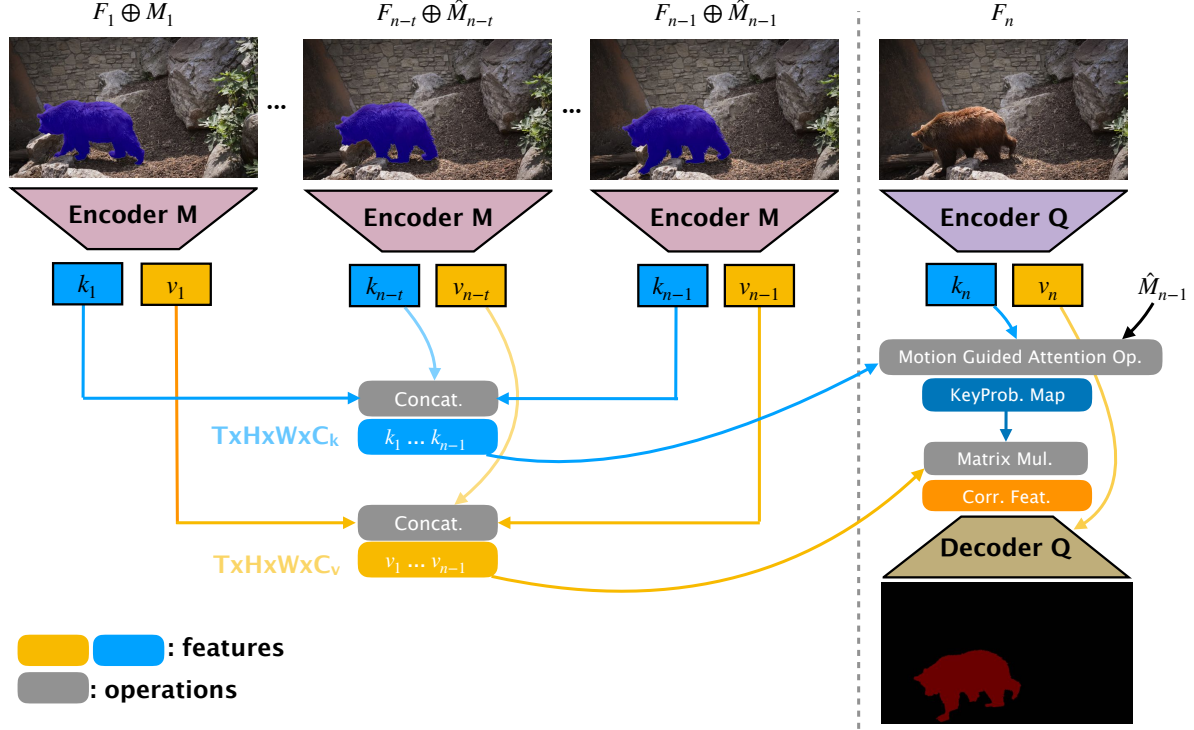 F₁ ⊕ M₁
Fₙ₋ₜ ⊕ M̂ₙ₋ₜ
Fₙ₋₁ ⊕ M̂ₙ₋₁
Fₙ
...
...
Encoder M
Encoder M
Encoder M
Encoder Q
k₁
v₁
kₙ₋ₜ
vₙ₋ₜ
kₙ₋₁
vₙ₋₁
kₙ
vₙ
M̂ₙ₋₁
Motion Guided Attention Op.
KeyProb. Map
Concat.
TxHxWxCₖ
k₁ ... kₙ₋₁
Matrix Mul.
Corr. Feat.
Concat.
TxHxWxCᵥ
v₁ ... vₙ₋₁
Decoder Q
: features
: operations